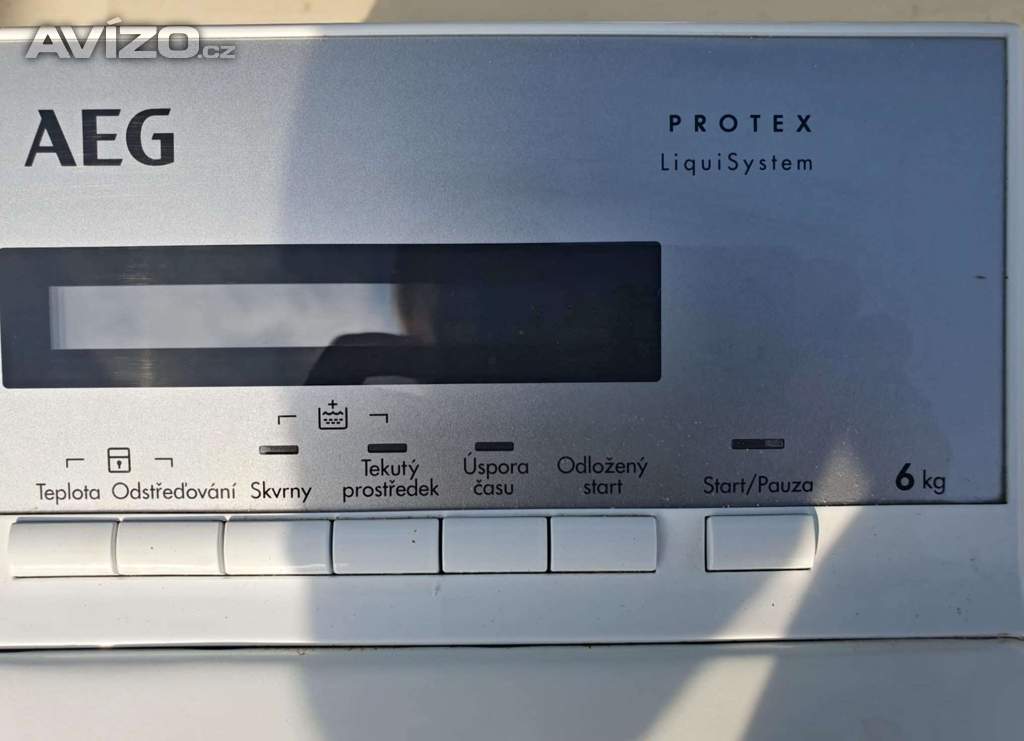 AVÍZO.cz
AEG
PROTEX
LiquiSystem
Teplota
Odstřeďování
Skvrny
Tekutý
prostředek
Úspora
času
Odložený
start
Start/Pauza
6 kg